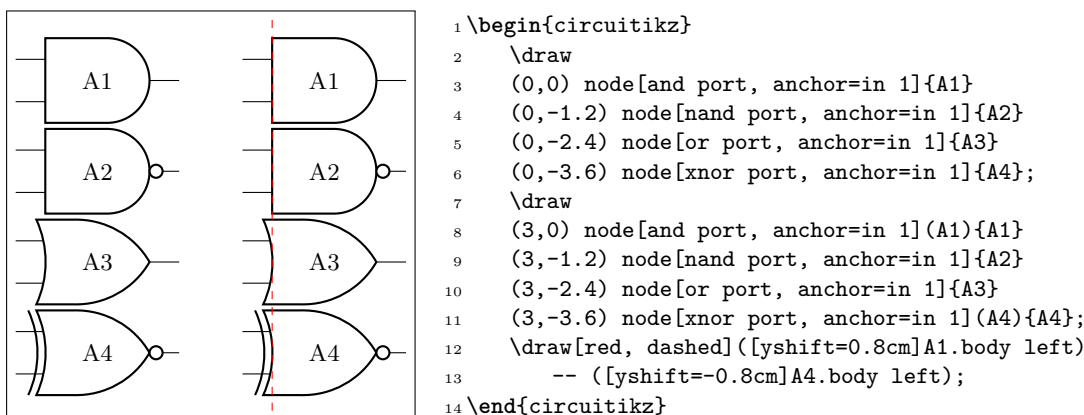 A1 A1
A2 A2
A3 A3
A4 A4
1 \begin{circuitikz}
2 \draw
3 (0,0) node[and port, anchor=in 1]{A1}
4 (0,-1.2) node[nand port, anchor=in 1]{A2}
5 (0,-2.4) node[or port, anchor=in 1]{A3}
6 (0,-3.6) node[xnor port, anchor=in 1]{A4};
7 \draw
8 (3,0) node[and port, anchor=in 1](A1){A1}
9 (3,-1.2) node[nand port, anchor=in 1]{A2}
10 (3,-2.4) node[or port, anchor=in 1]{A3}
11 (3,-3.6) node[xnor port, anchor=in 1](A4){A4};
12 \draw[red, dashed]([yshift=0.8cm]A1.body left)
13 -- ([yshift=-0.8cm]A4.body left);
14 \end{circuitikz}